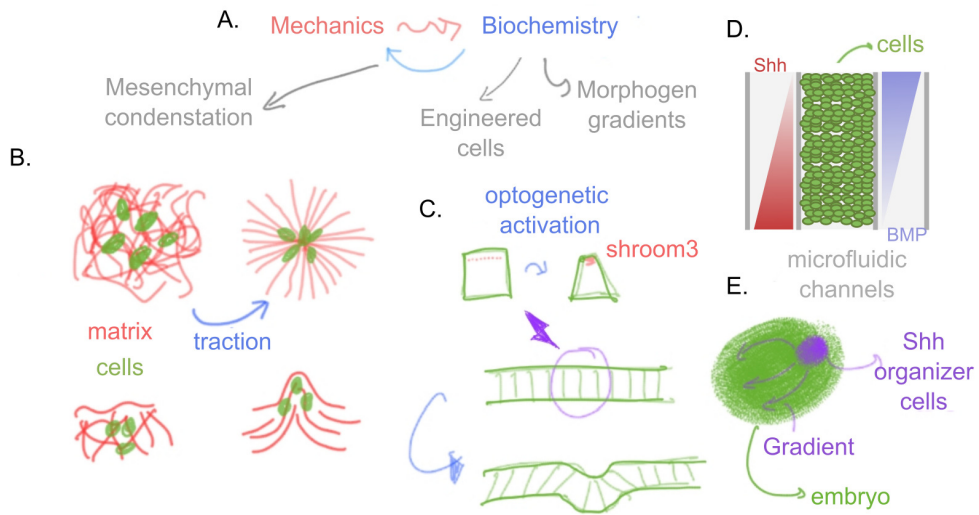 A.
Mechanics
Biochemistry
Mesenchymal
condenstation
Engineered
cells
Morphogen
gradients
B.
matrix
cells
traction
C.
optogenetic
activation
shroom3
D.
cells
Shh
BMP
microfluidic
channels
E.
Shh
organizer
cells
Gradient
embryo